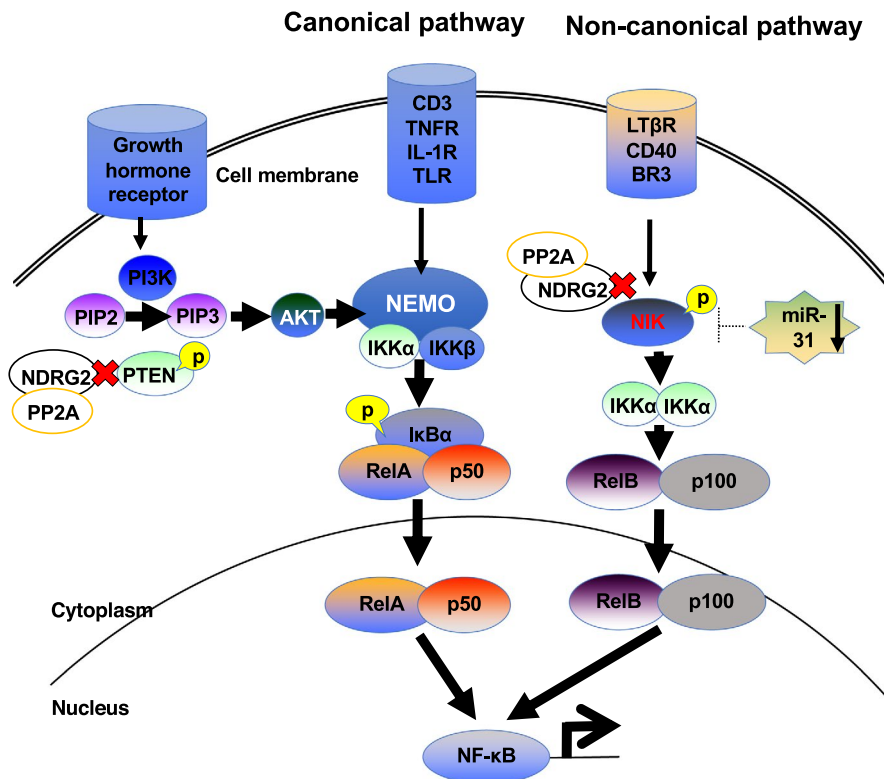 Canonical pathway
Non-canonical pathway
Growth
hormone
receptor
Cell membrane
CD3
TNFR
IL-1R
TLR
LTβR
CD40
BR3
PI3K
PIP2
PIP3
AKT
NEMO
IKKα
IKKβ
PP2A
NDRG2
NIK
p
miR-
31
NDRG2
PTEN
p
PP2A
IKKα
IKKα
p
IκBα
RelA
p50
RelB
p100
Cytoplasm
RelA
p50
RelB
p100
Nucleus
NF-κB